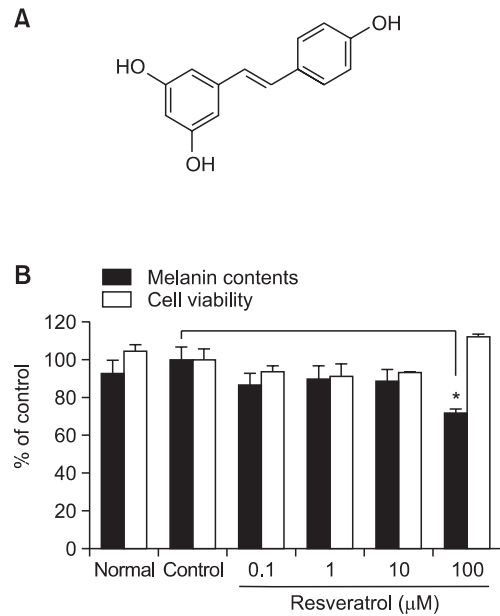 A
OH
HO
OH
B
Melanin contents
Cell viability
120
100
80
60
40
20
0
% of control
*
Normal Control 0.1 1 10 100
Resveratrol (μM)